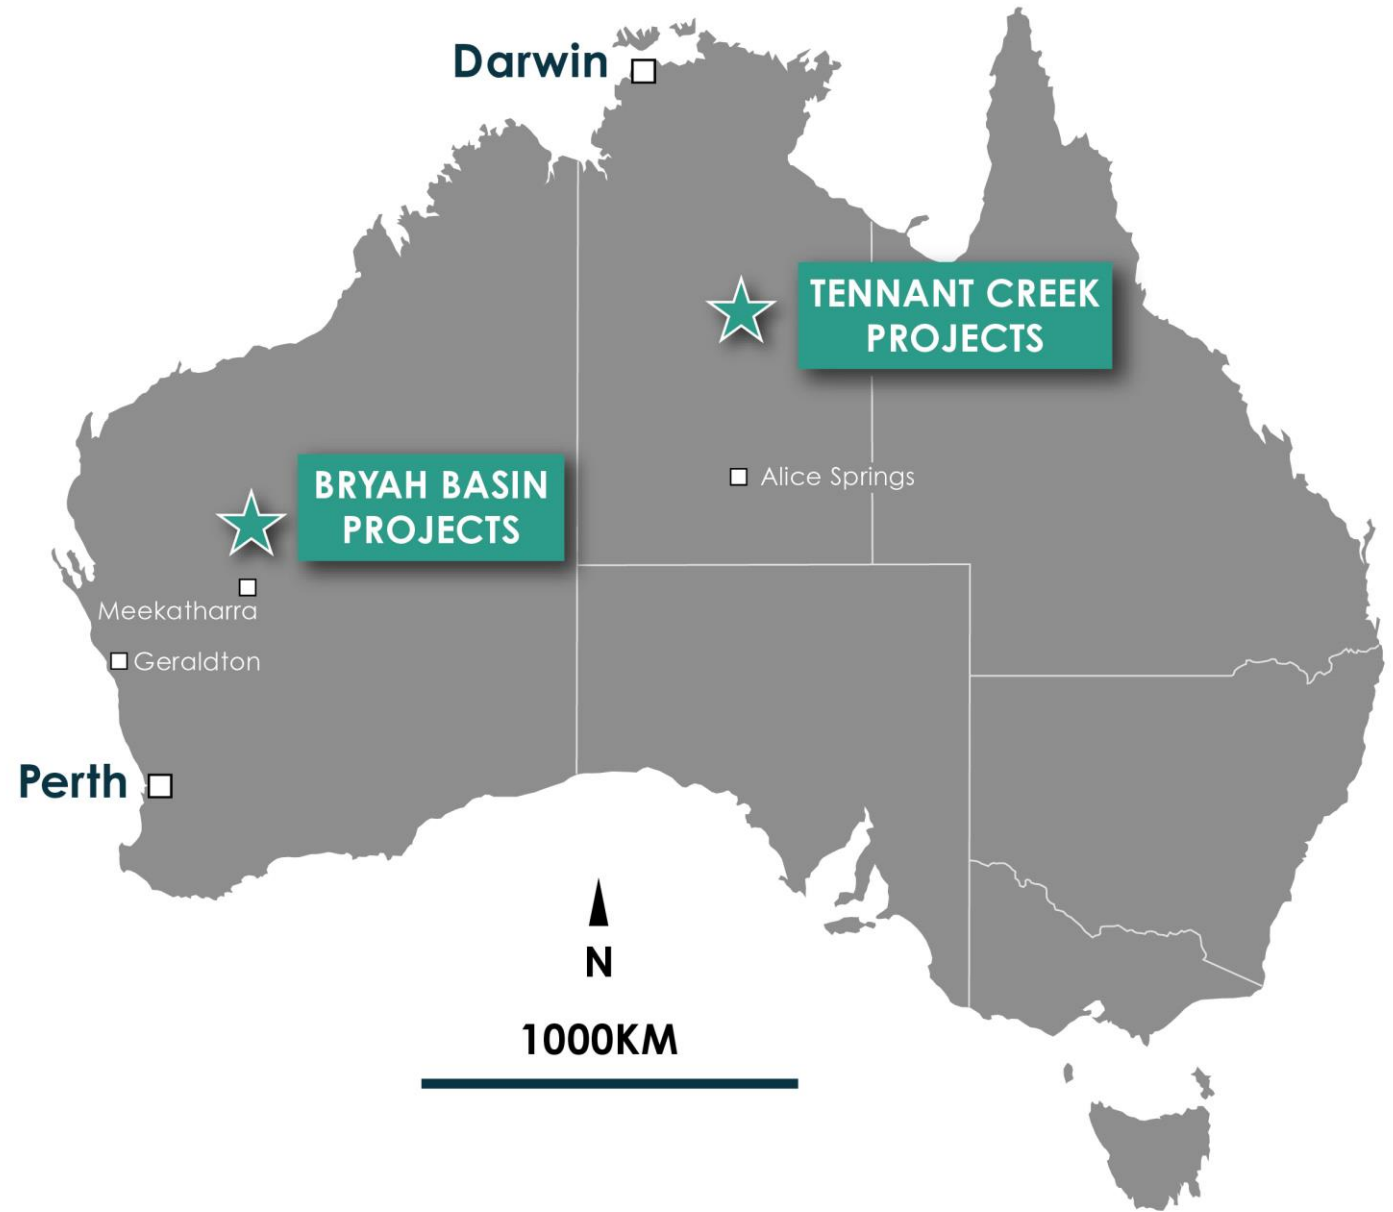 Darwin
TENNANT CREEK
PROJECTS
BRYAH BASIN
PROJECTS
Alice Springs
Meekatharra
Geraldton
Perth
N
1000KM